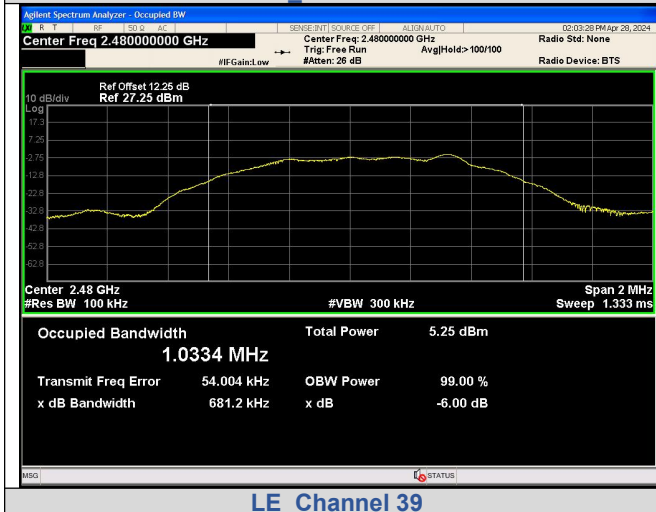 Agilent Spectrum Analyzer - Occupied BW
R T RF 50 Ω AC SENSE:INT SOURCE OFF ALIGN AUTO 02:03:28 PM Apr 28, 2024
Center Freq 2.480000000 GHz Center Freq: 2.480000000 GHz Radio Std: None
Trig: Free Run Avg|Hold:> 100/100
#IFGain:Low #Atten: 26 dB Radio Device: BTS
Ref Offset 12.25 dB
10 dB/div Ref 27.25 dBm
Log
17.3
7.25
-2.75
-12.8
-22.8
-32.8
-42.8
-52.8
-62.8
Center 2.48 GHz Span 2 MHz
#Res BW 100 kHz #VBW 300 kHz Sweep 1.333 ms
Occupied Bandwidth Total Power 5.25 dBm
1.0334 MHz
Transmit Freq Error 54.004 kHz OBW Power 99.00 %
x dB Bandwidth 681.2 kHz x dB -6.00 dB
MSG STATUS
LE Channel 39